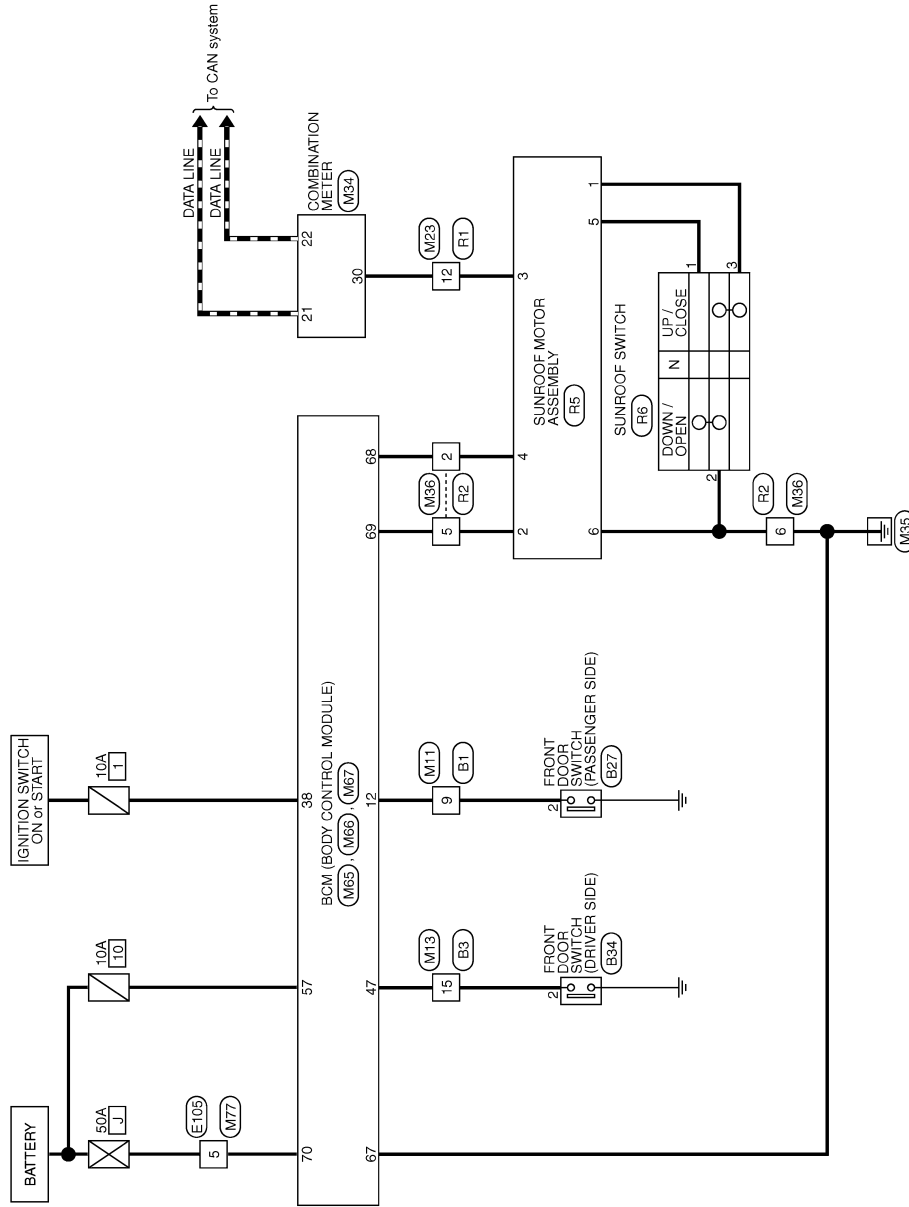 BATTERY
IGNITION SWITCH
ON or START
50A
J
10A
10
10A
1
E105
5
M77
70
57
38
BCM (BODY CONTROL MODULE)
M65 , M66 , M67
67
47
12
69
68
M13
15
B3
M11
9
B1
M36
5
2
R2
FRONT
DOOR
SWITCH
(DRIVER SIDE)
B34
2
FRONT
DOOR
SWITCH
(PASSENGER SIDE)
B27
2
DATA LINE
DATA LINE
To CAN system
21
22
COMBINATION
METER
M34
30
M23
12
R1
2
4
3
SUNROOF MOTOR
ASSEMBLY
R5
6
5
1
SUNROOF SWITCH
R6
DOWN /
OPEN
N
UP /
CLOSE
1
3
2
R2
6
M36
M35